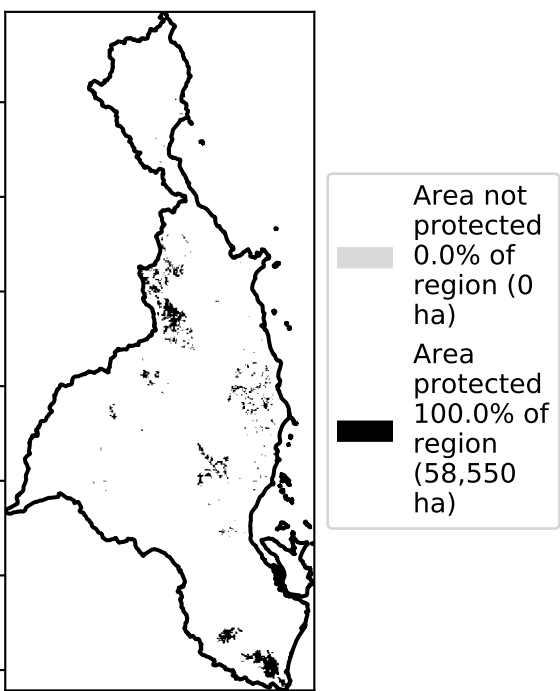 Area not
protected
0.0% of
region (0
ha)
Area
protected
100.0% of
region
(58,550
ha)